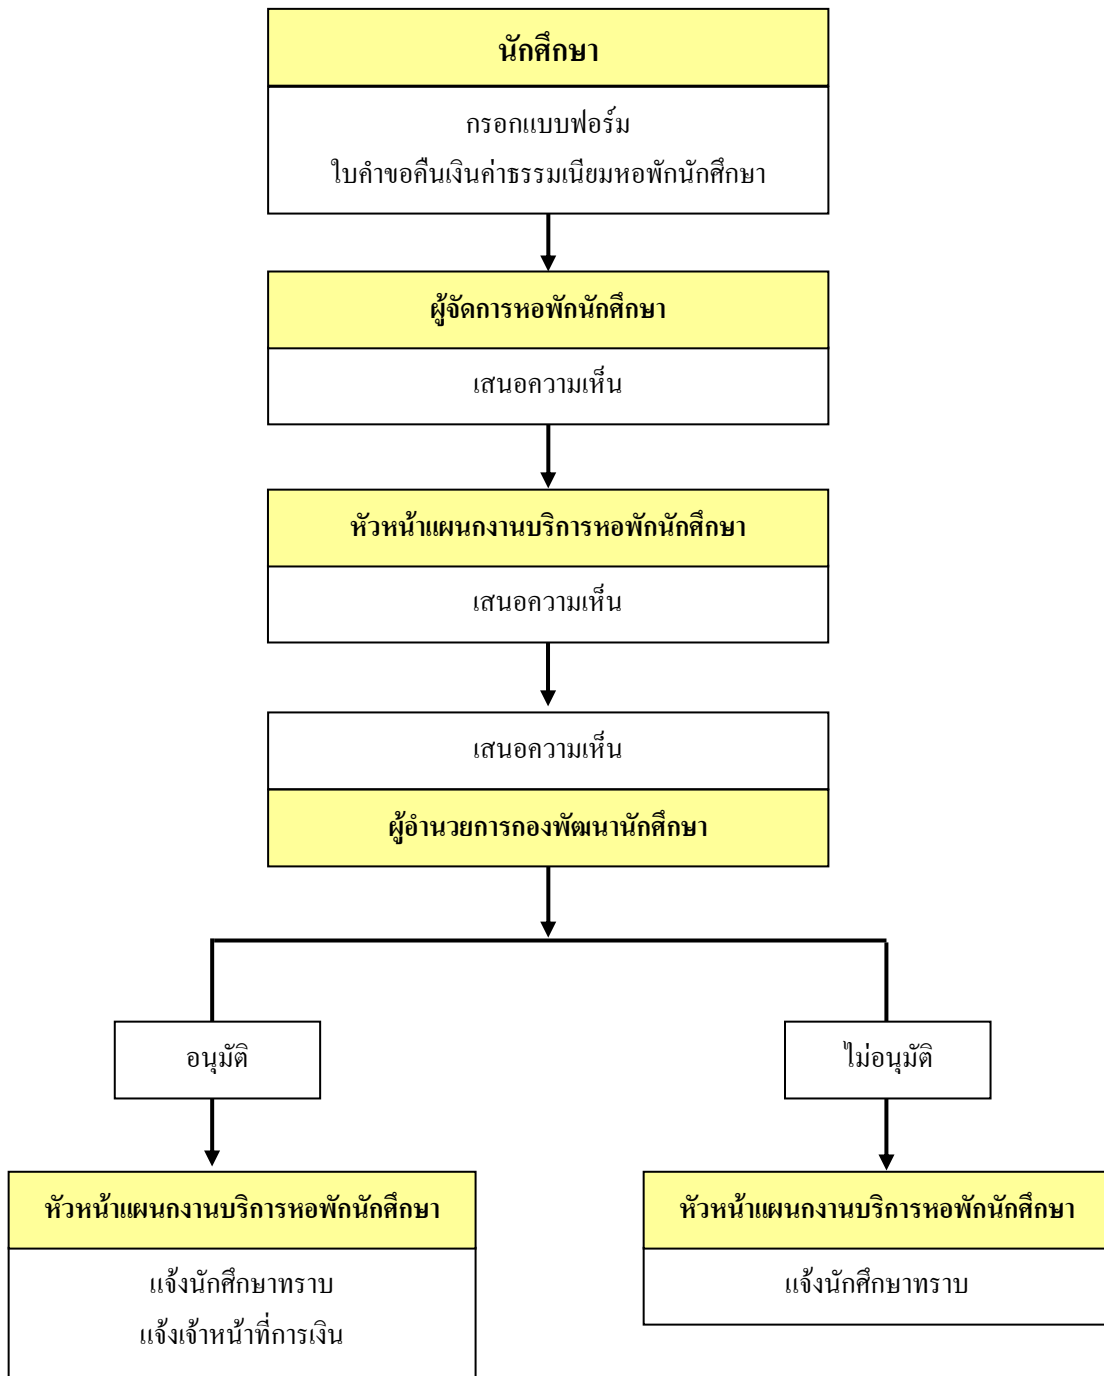 นักศึกษา
กรอกแบบฟอร์ม
ใบคำขอคืนเงินค่าธรรมเนียมหอพักนักศึกษา
ผู้จัดการหอพักนักศึกษา
เสนอความเห็น
หัวหน้าแผนกงานบริการหอพักนักศึกษา
เสนอความเห็น
เสนอความเห็น
ผู้อำนวยการกองพัฒนานักศึกษา
อนุมัติ
ไม่อนุมัติ
หัวหน้าแผนกงานบริการหอพักนักศึกษา
แจ้งนักศึกษาทราบ
แจ้งเจ้าหน้าที่การเงิน
หัวหน้าแผนกงานบริการหอพักนักศึกษา
แจ้งนักศึกษาทราบ